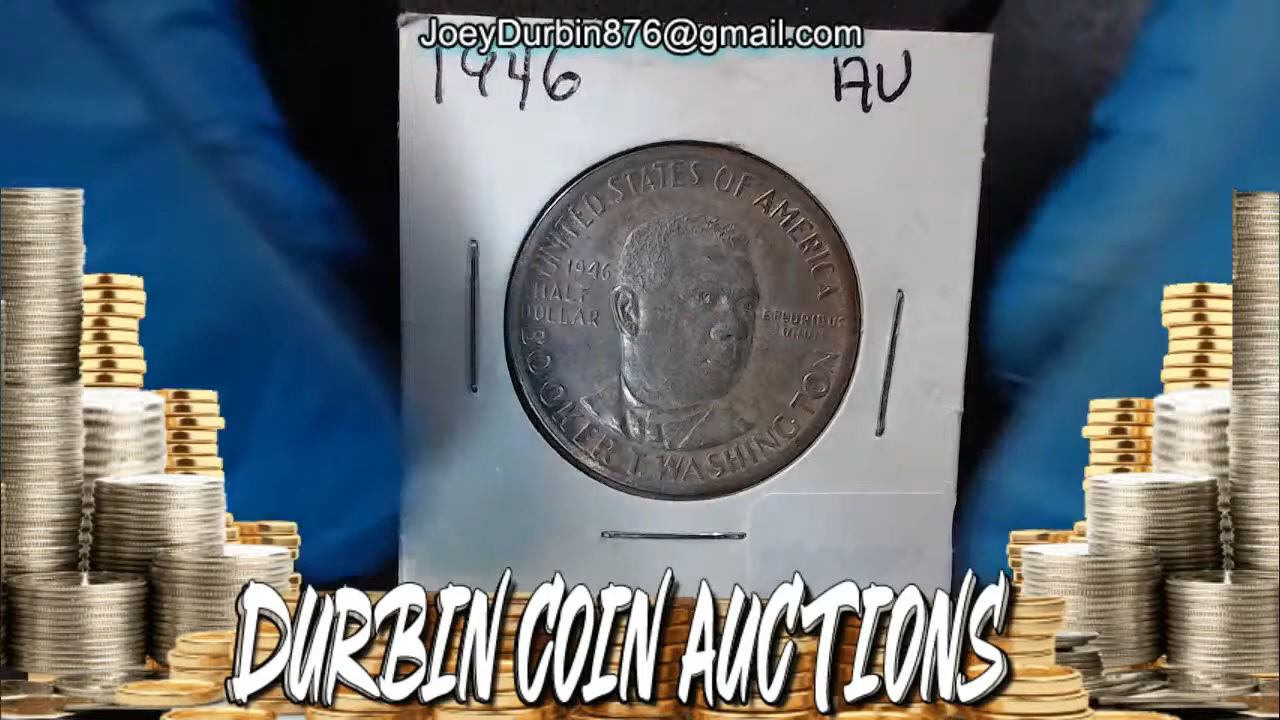 JoeyDurbin876@gmail.com
1946 AU
UNITED STATES OF AMERICA
1946
HALF
DOLLAR
E PLURIBUS
UNUM
BOOKER T. WASHINGTON
DURBIN COIN AUCTIONS